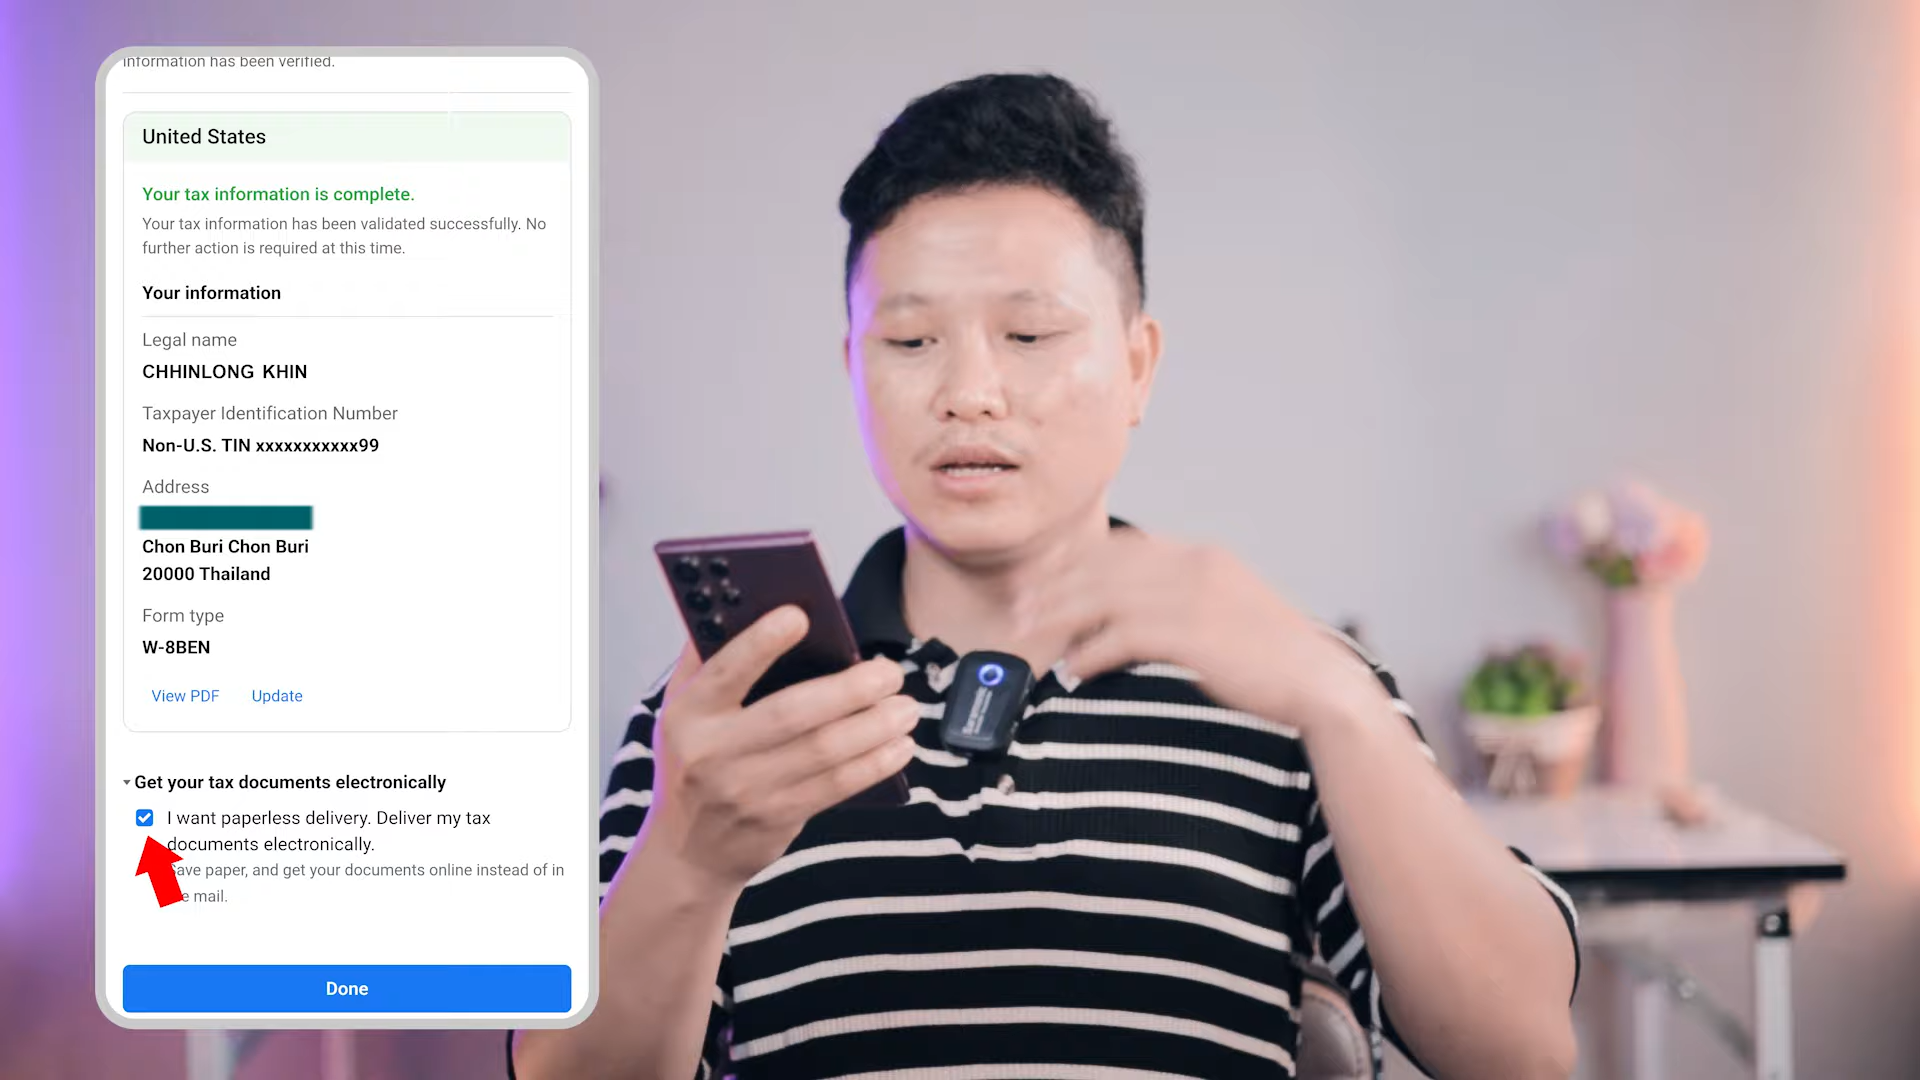 information has been verified.
United States
Your tax information is complete.
Your tax information has been validated successfully. No
further action is required at this time.
Your information
Legal name
CHHINLONG KHIN
Taxpayer Identification Number
Non-U.S. TIN xxxxxxxxxxx99
Address
Chon Buri Chon Buri
20000 Thailand
Form type
W-8BEN
View PDF Update
Get your tax documents electronically
I want paperless delivery. Deliver my tax
documents electronically.
Save paper, and get your documents online instead of in
mail.
Done